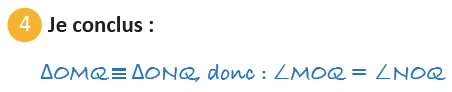 4 Je conclus :
ΔOMQ ≡ ΔONQ, donc : ∠MOQ = ∠NOQ